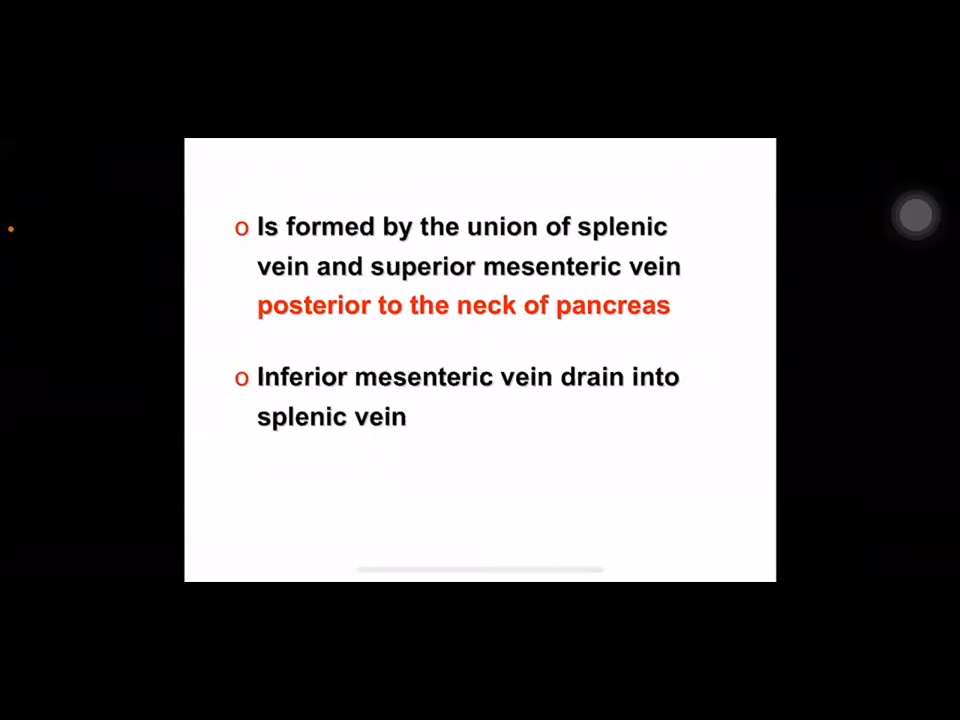 o Is formed by the union of splenic
vein and superior mesenteric vein
posterior to the neck of pancreas
o Inferior mesenteric vein drain into
splenic vein